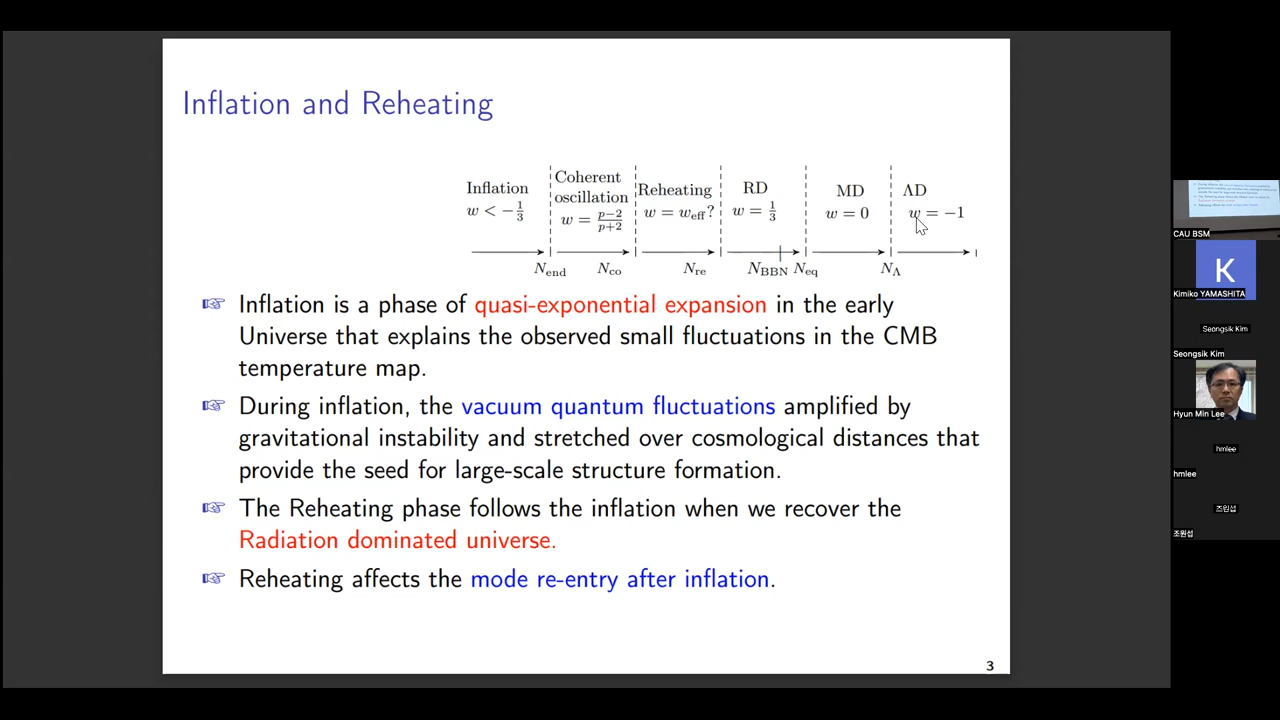 Inflation and Reheating
Inflation
w < −1/3
Coherent
oscillation
w = p−2/p+2
Reheating
w = w_eff?
RD
w = 1/3
MD
w = 0
ΛD
w = −1
N_end N_co N_re N_BBN N_eq N_Λ
Inflation is a phase of quasi-exponential expansion in the early
Universe that explains the observed small fluctuations in the CMB
temperature map.
During inflation, the vacuum quantum fluctuations amplified by
gravitational instability and stretched over cosmological distances that
provide the seed for large-scale structure formation.
The Reheating phase follows the inflation when we recover the
Radiation dominated universe.
Reheating affects the mode re-entry after inflation.
3
CAU BSM
K
Kimiko YAMASHITA
Seongsik Kim
Seongsik Kim
Hyun Min Lee
hmlee
hmlee
조원섭
조원섭